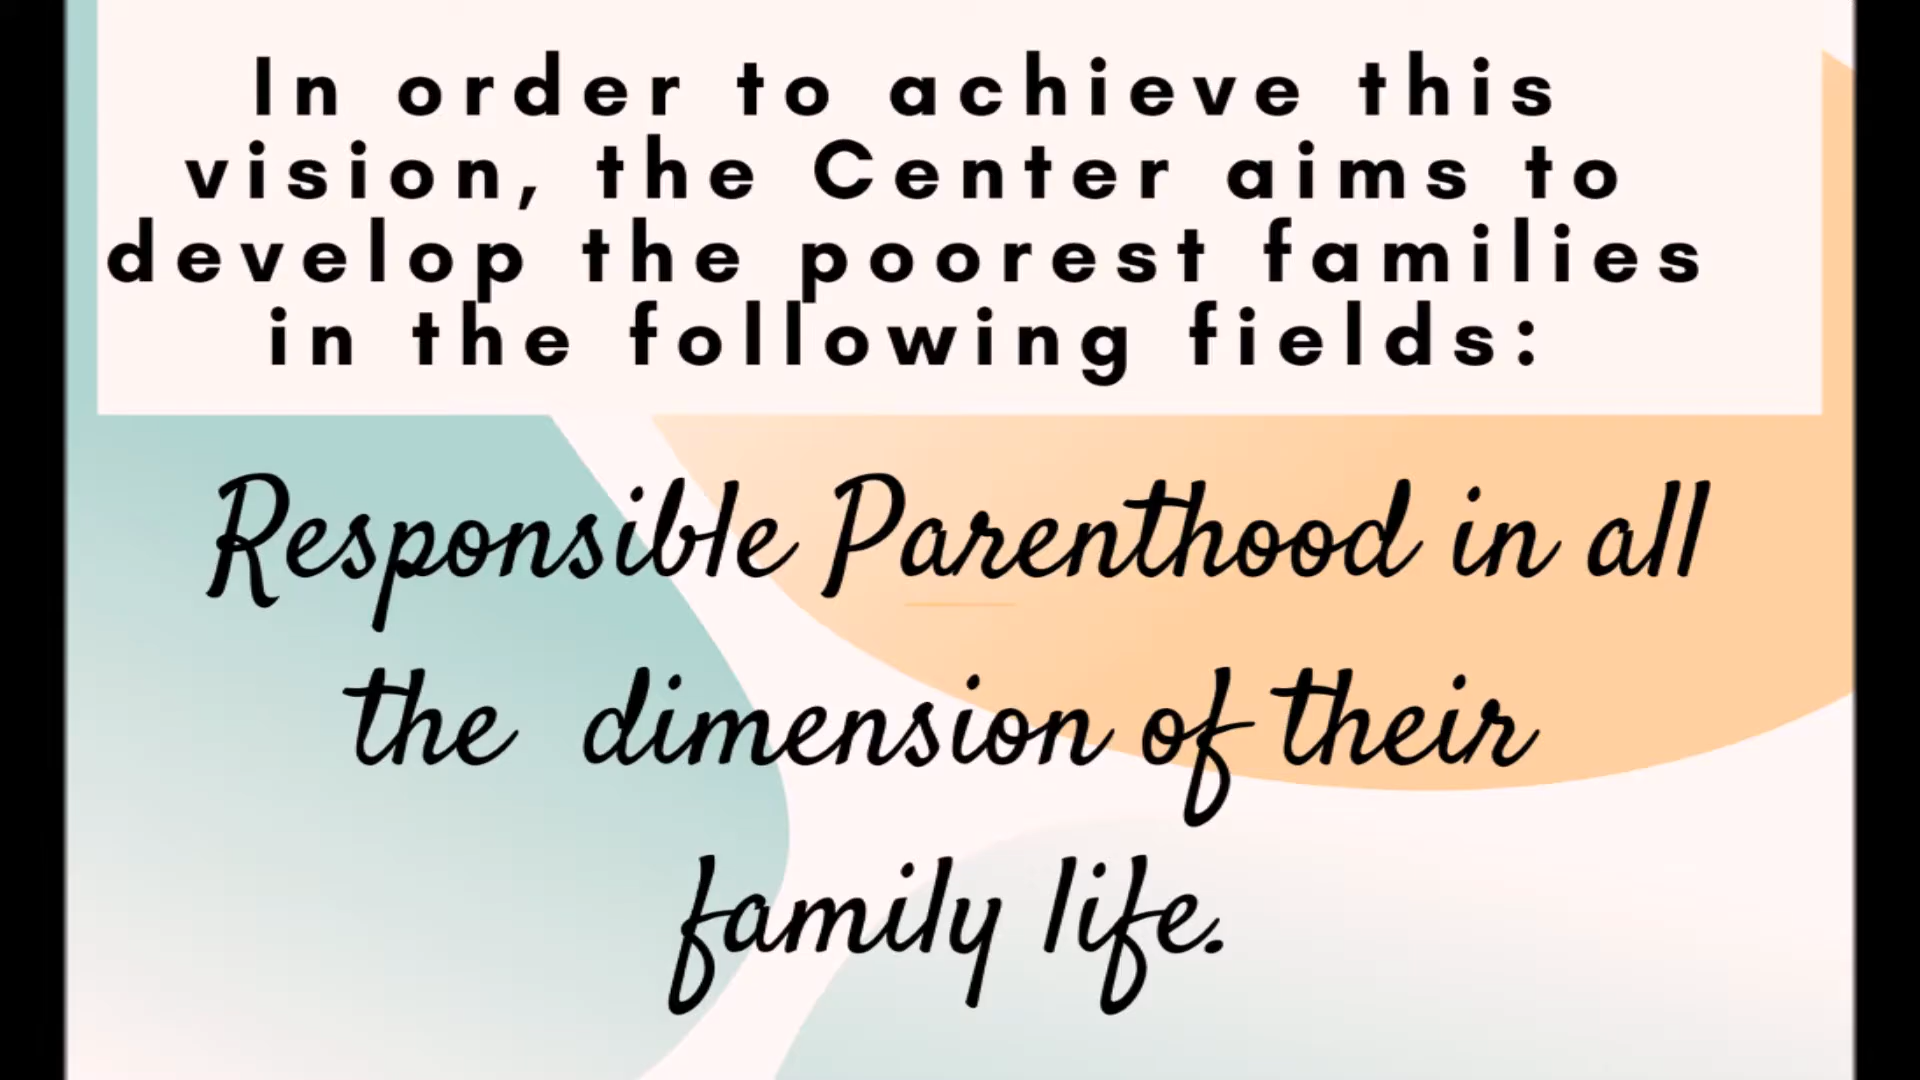 In order to achieve this
vision, the Center aims to
develop the poorest families
in the following fields:
Responsible Parenthood in all
the dimension of their
family life.